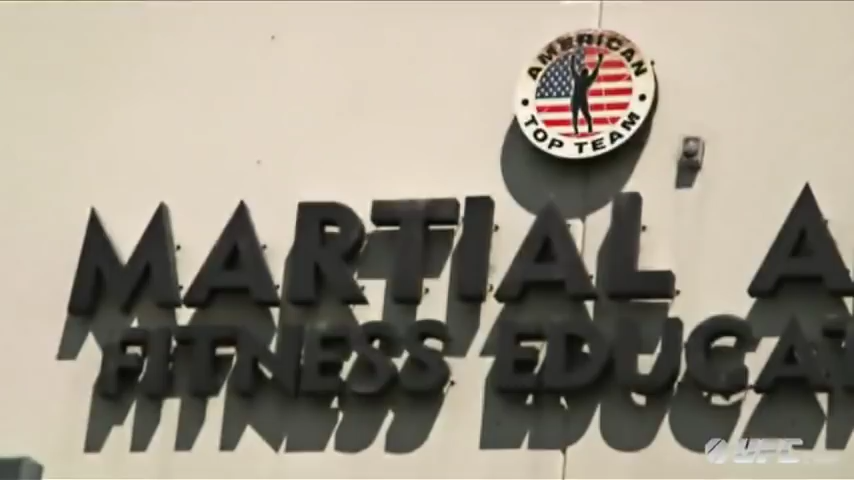 AMERICAN
TOP TEAM
MARTIAL A
FITNESS EDUCA
UFC